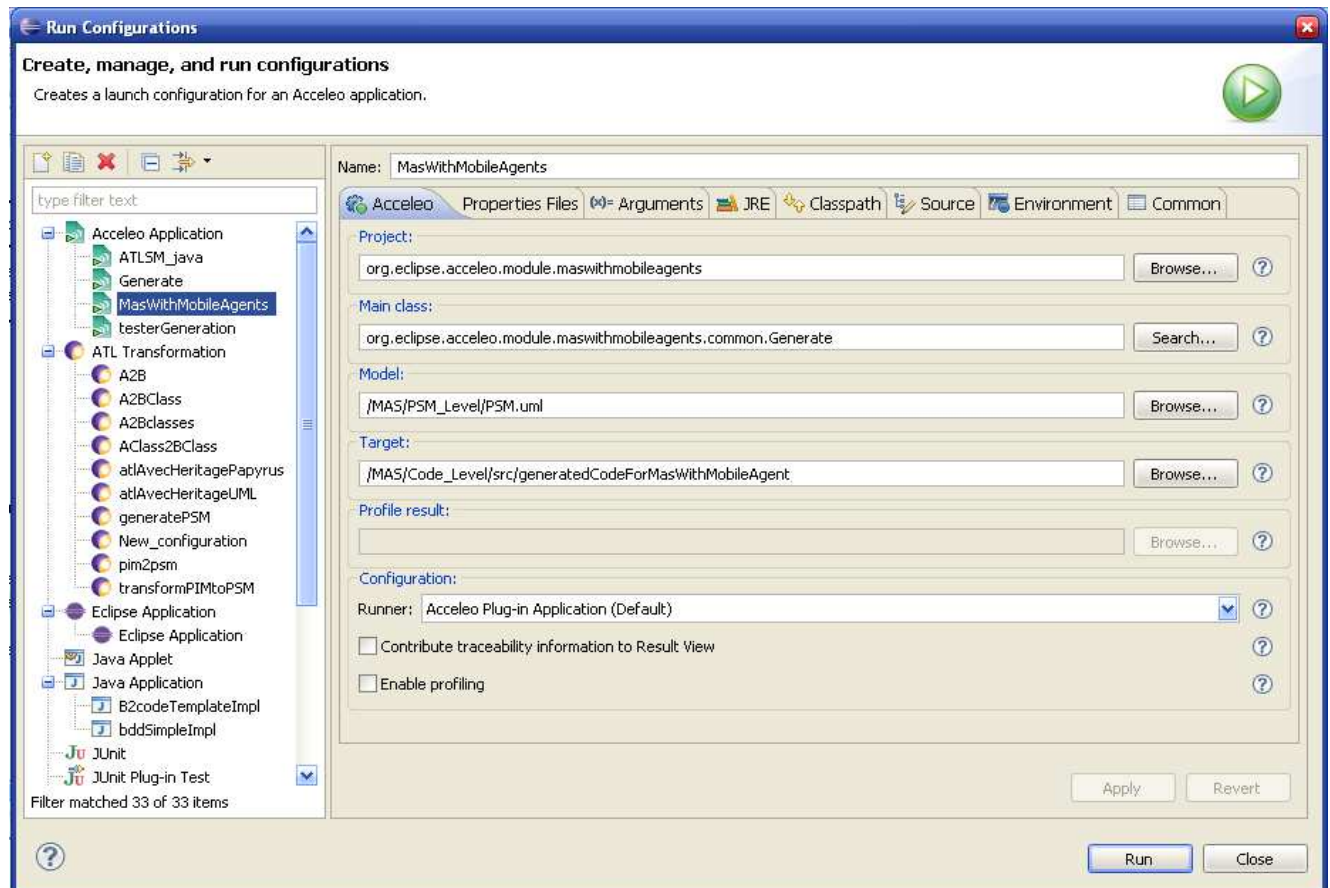 Run Configurations
Create, manage, and run configurations
Creates a launch configuration for an Acceleo application.
type filter text
Acceleo Application
ATLSM_java
Generate
MasWithMobileAgents
testerGeneration
ATL Transformation
A2B
A2BClass
A2Bclasses
AClass2BClass
atlAvecHeritagePapyrus
atlAvecHeritageUML
generatePSM
New_configuration
pim2psm
transformPIMtoPSM
Eclipse Application
Eclipse Application
Java Applet
Java Application
B2codeTemplateImpl
bddSimpleImpl
JUnit
JUnit Plug-in Test
Filter matched 33 of 33 items
Name: MasWithMobileAgents
Acceleo Properties Files (x)= Arguments JRE Classpath Source Environment Common
Project:
org.eclipse.acceleo.module.maswithmobileagents Browse...
Main class:
org.eclipse.acceleo.module.maswithmobileagents.common.Generate Search...
Model:
/MAS/PSM_Level/PSM.uml Browse...
Target:
/MAS/Code_Level/src/generatedCodeForMasWithMobileAgent Browse...
Profile result:
Browse...
Configuration:
Runner: Acceleo Plug-in Application (Default)
Contribute traceability information to Result View
Enable profiling
Apply Revert
Run Close